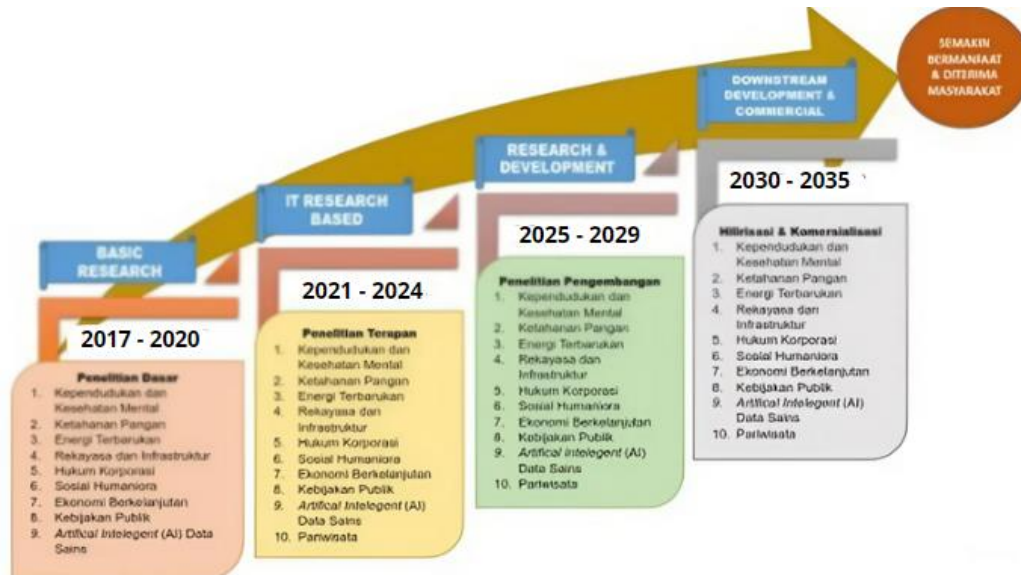 SEMAKIN
BERMANFAAT
& DITERIMA
MASYARAKAT
DOWNSTREAM
DEVELOPMENT &
COMMERCIAL
RESEARCH &
DEVELOPMENT
IT RESEARCH
BASED
BASIC
RESEARCH
2017 - 2020
Penelitian Dasar
1. Kependudukan dan
Kesehatan Mental
2. Ketahanan Pangan
3. Energi Terbarukan
4. Rekayasa dan Infrastruktur
5. Hukum Korporasi
6. Sosial Humaniora
7. Ekonomi Berkelanjutan
8. Kebijakan Publik
9. Artifical Intelegent (AI) Data
Sains
2021 - 2024
Penelitian Terapan
1. Kependudukan dan
Kesehatan Mental
2. Ketahanan Pangan
3. Energi Terbarukan
4. Rekayasa dan
Infrastruktur
5. Hukum Korporasi
6. Sosial Humaniora
7. Ekonomi Berkelanjutan
8. Kebijakan Publik
9. Artifical Intelegent (AI)
Data Sains
10. Pariwisata
2025 - 2029
Penelitian Pengembangan
1. Kependudukan dan
Kesehatan Mental
2. Ketahanan Pangan
3. Energi Terbarukan
4. Rekayasa dan
Infrastruktur
5. Hukum Korporasi
6. Sosial Humaniora
7. Ekonomi Berkelanjutan
8. Kebijakan Publik
9. Artifical Intelegent (AI)
Data Sains
10. Pariwisata
2030 - 2035
Hilirisasi & Komersialisasi
1. Kependudukan dan
Kesehatan Mental
2. Ketahanan Pangan
3. Energi Terbarukan
4. Rekayasa dan
Infrastruktur
5. Hukum Korporasi
6. Sosial Humaniora
7. Ekonomi Berkelanjutan
8. Kebijakan Publik
9. Artifical Intelegent (AI)
Data Sains
10. Pariwisata